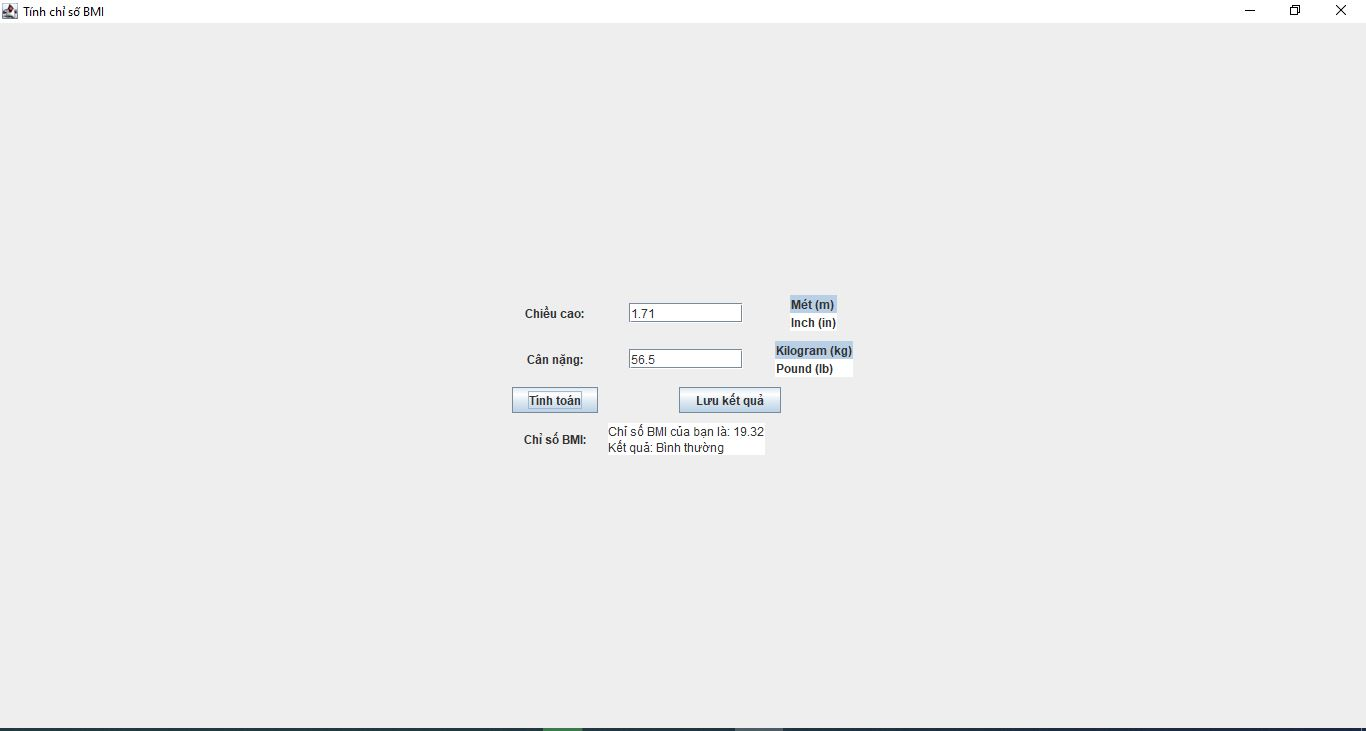 Tính chỉ số BMI
Chiều cao:
1.71
Mét (m)
Inch (in)
Cân nặng:
56.5
Kilogram (kg)
Pound (lb)
Tính toán
Lưu kết quả
Chỉ số BMI:
Chỉ số BMI của bạn là: 19.32
Kết quả: Bình thường